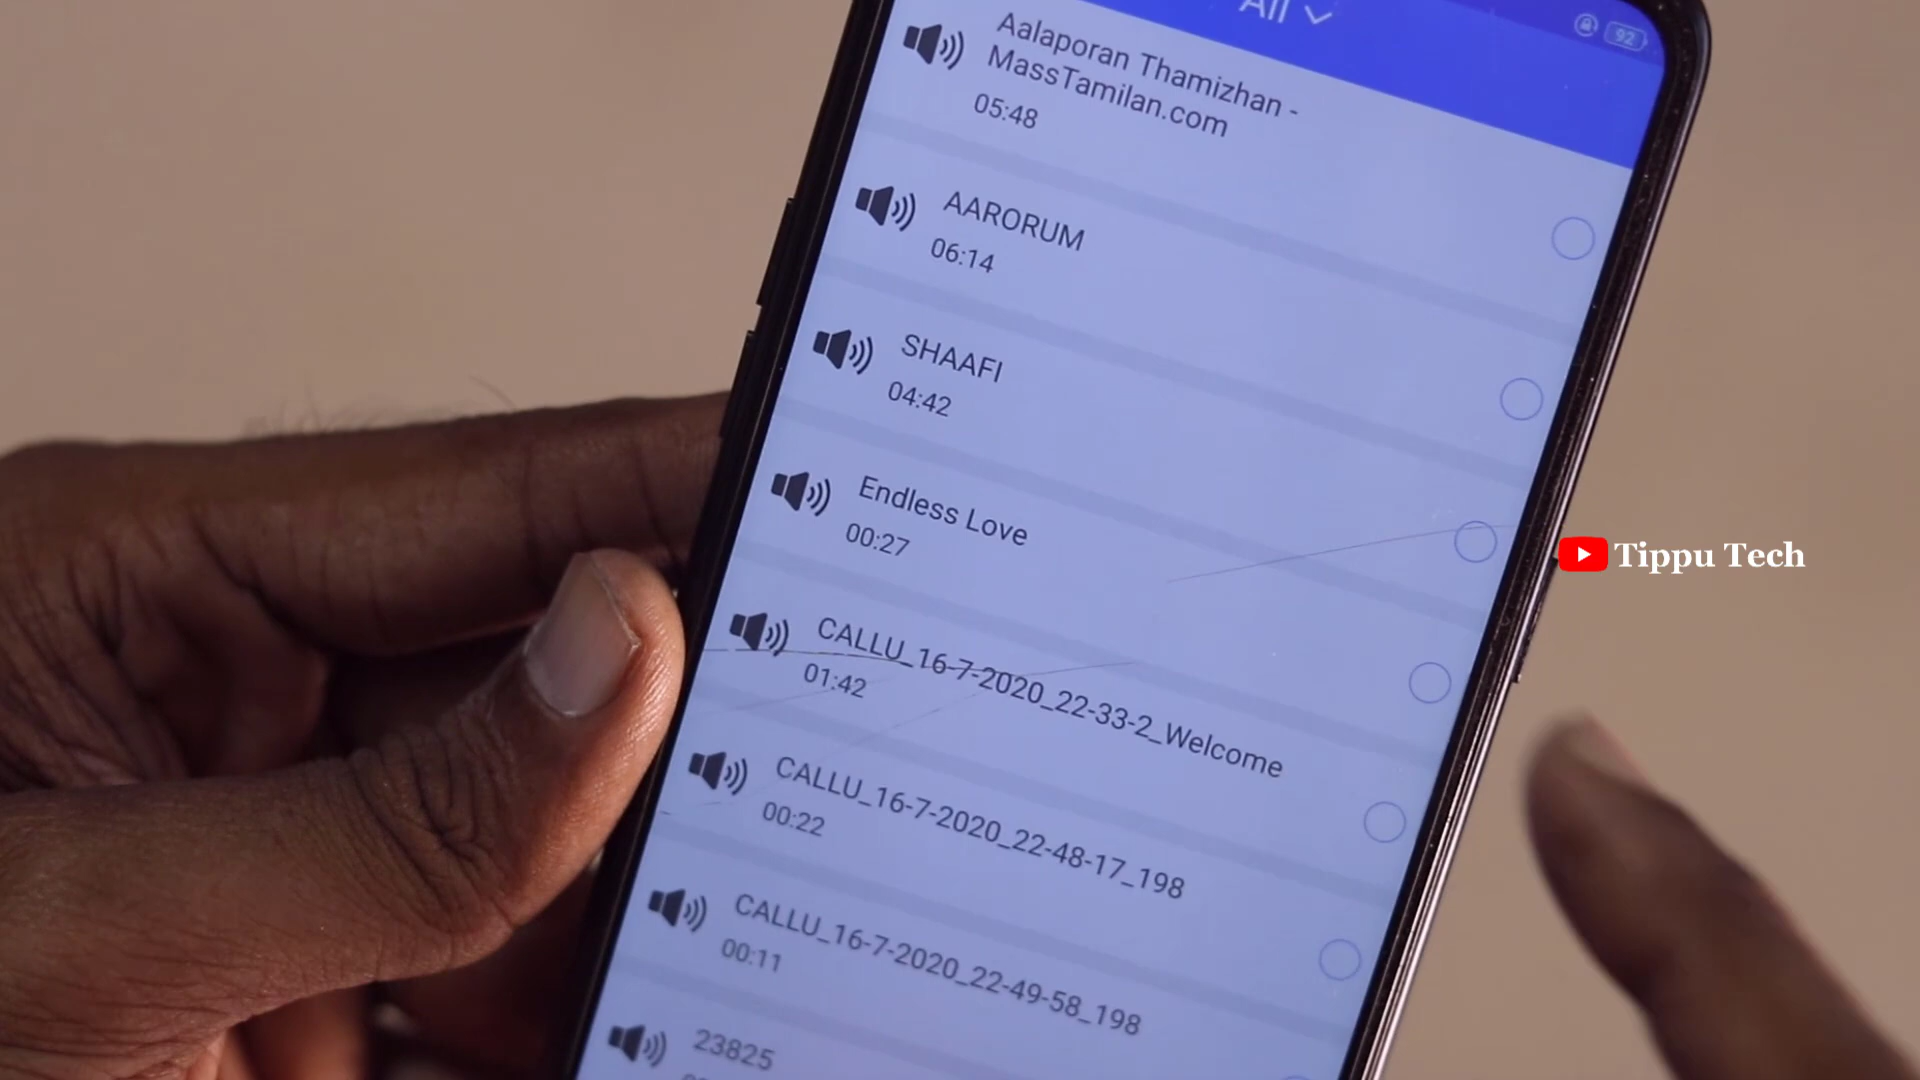 All
92
Aalaporan Thamizhan -
MassTamilan.com
05:48
AARORUM
06:14
SHAAFI
04:42
Endless Love
00:27
Tippu Tech
CALLU_16-7-2020_22-33-2_Welcome
01:42
CALLU_16-7-2020_22-48-17_198
00:22
CALLU_16-7-2020_22-49-58_198
00:11
23825